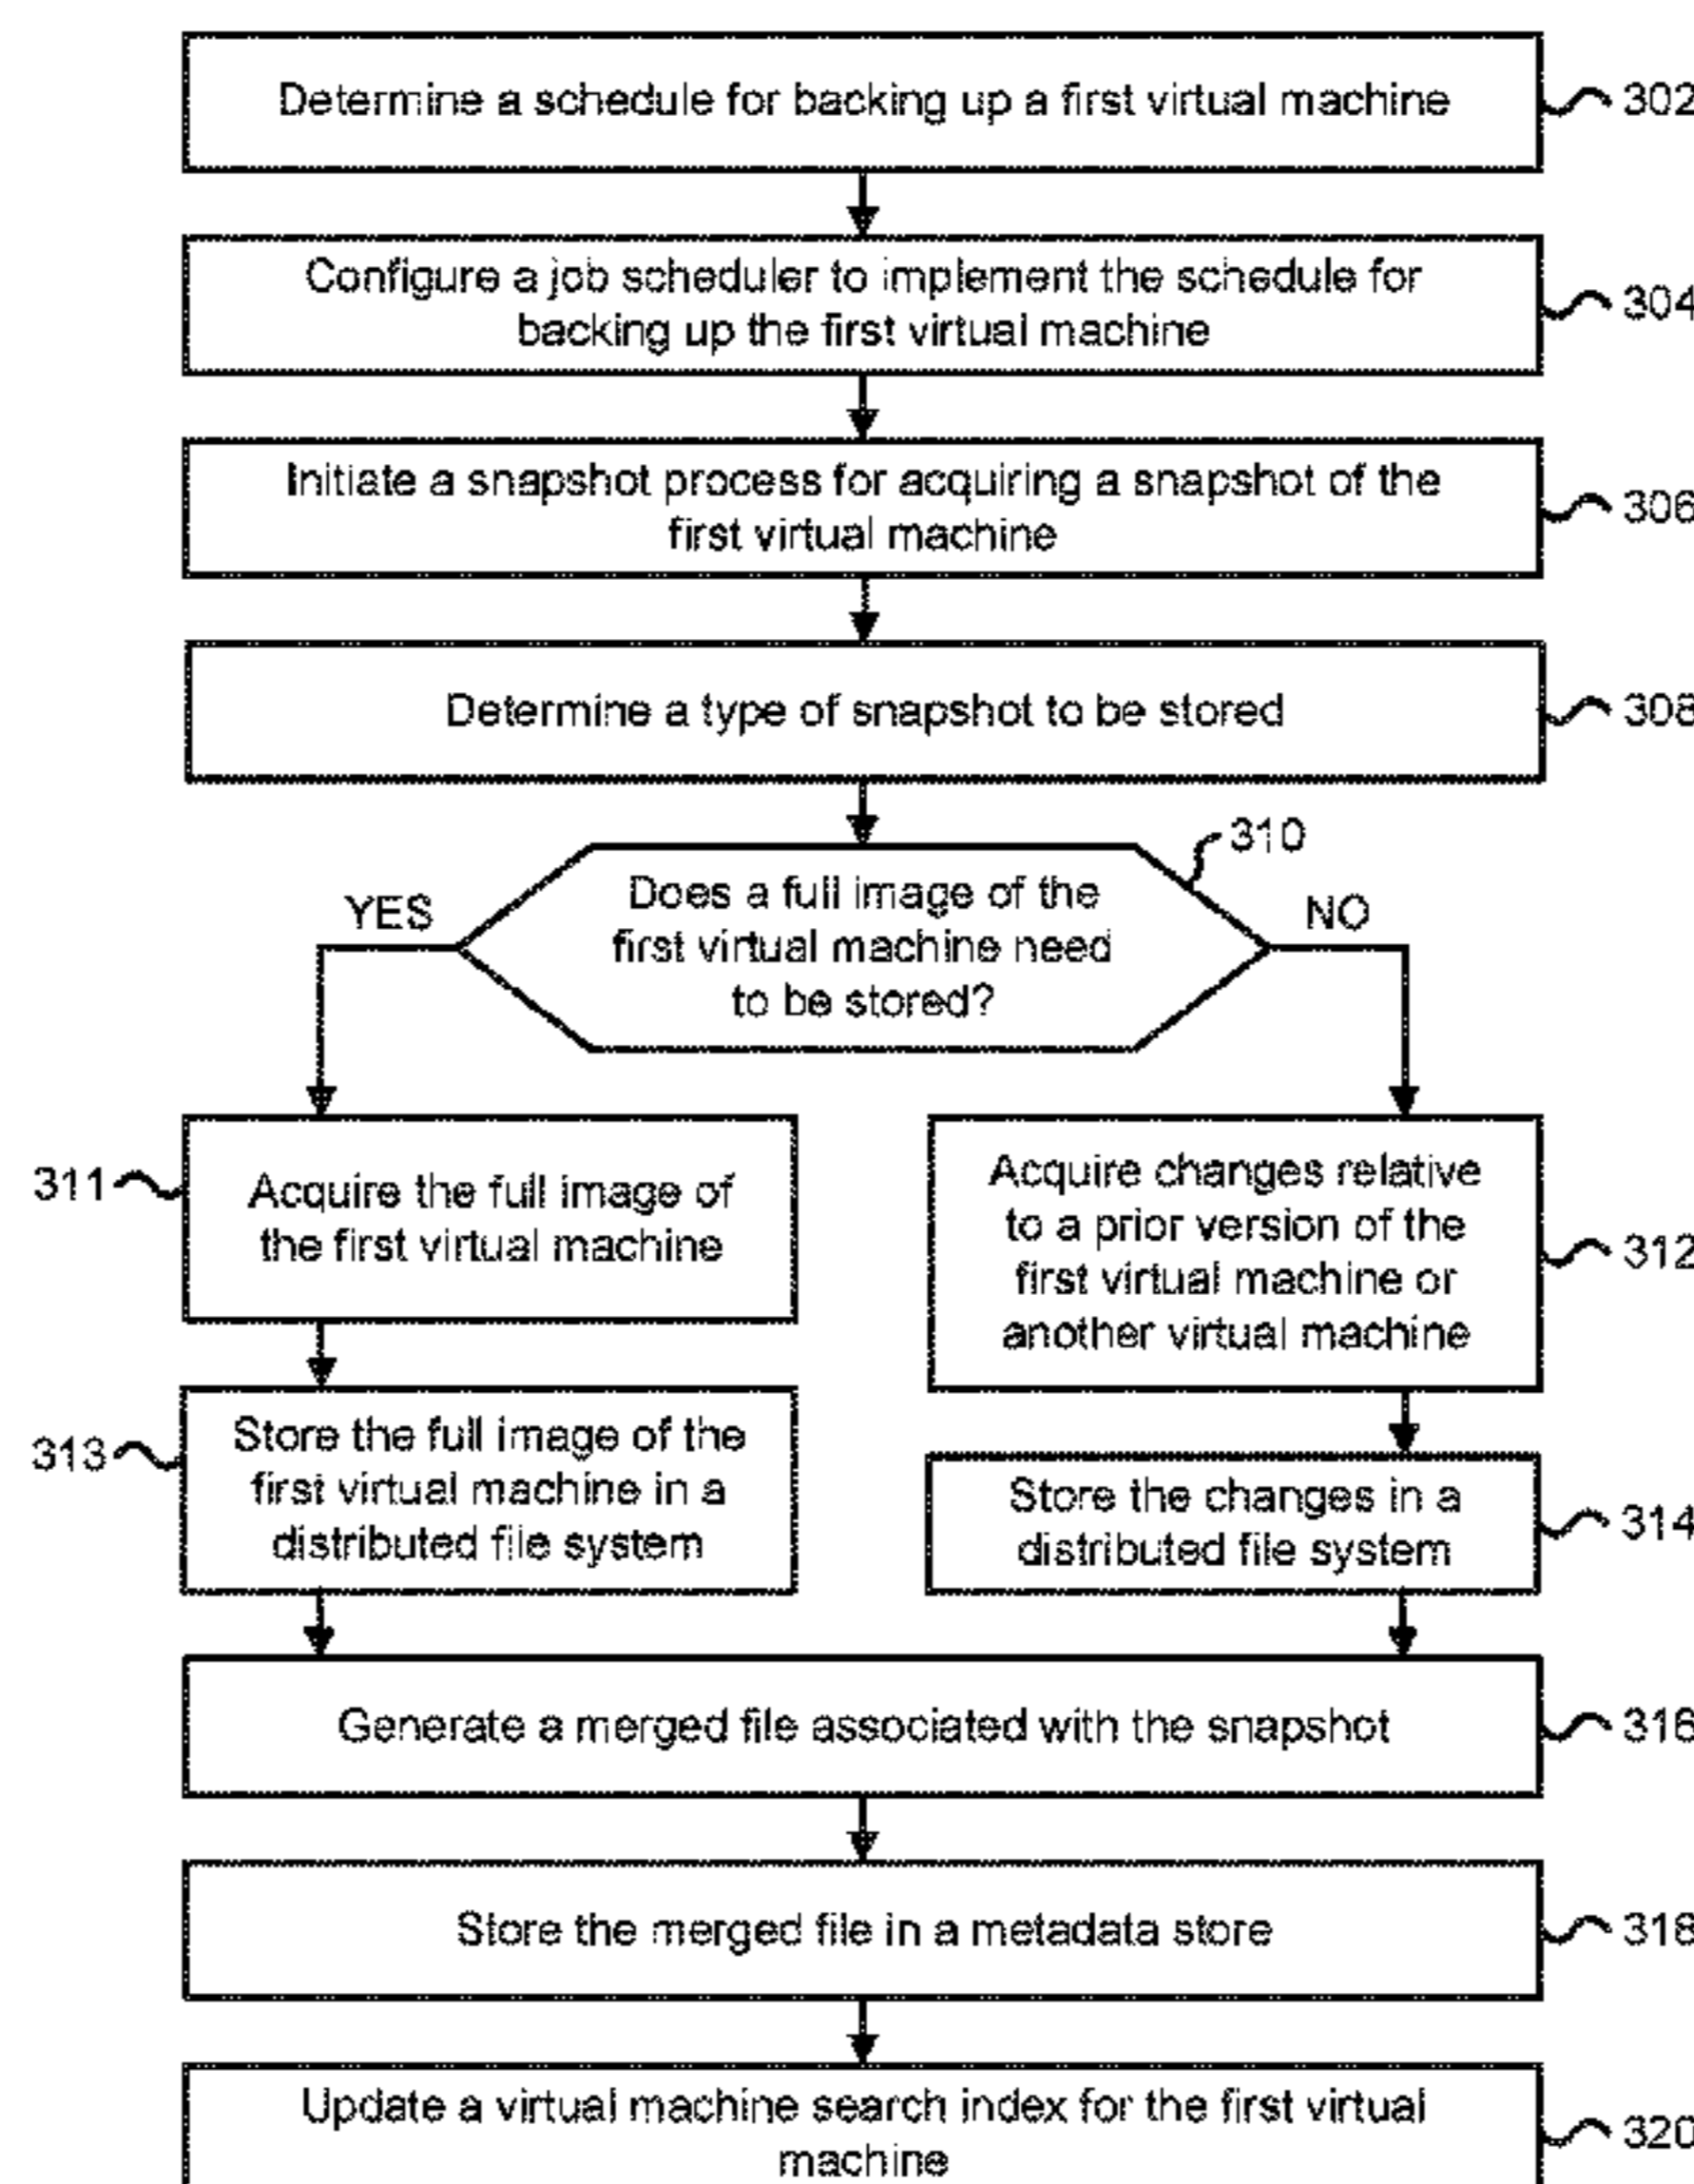 Determine a schedule for backing up a first virtual machine
302
Configure a job scheduler to implement the schedule for
backing up the first virtual machine
304
Initiate a snapshot process for acquiring a snapshot of the
first virtual machine
306
Determine a type of snapshot to be stored
308
310
Does a full image of the
first virtual machine need
to be stored?
YES
NO
311
Acquire the full image of
the first virtual machine
Acquire changes relative
to a prior version of the
first virtual machine or
another virtual machine
312
313
Store the full image of the
first virtual machine in a
distributed file system
Store the changes in a
distributed file system
314
Generate a merged file associated with the snapshot
316
Store the merged file in a metadata store
318
Update a virtual machine search index for the first virtual
machine
320